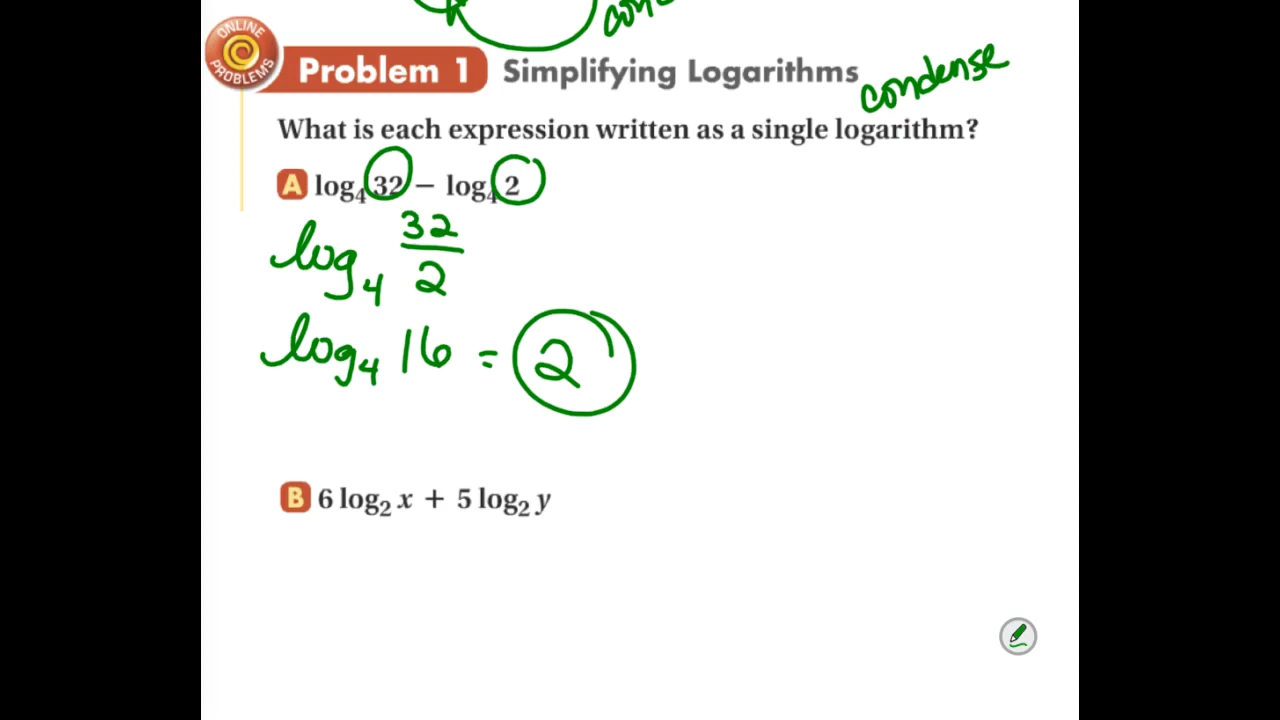 ONLINE PROBLEMS
Problem 1 Simplifying Logarithms
condense
What is each expression written as a single logarithm?
A log₄ 32 − log₄ 2
log₄ 32/2
log₄ 16 = 2
B 6 log₂ x + 5 log₂ y